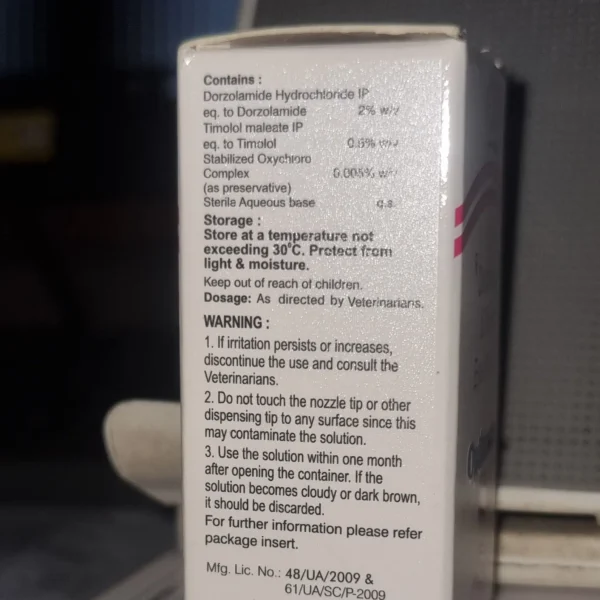 Contains :
Dorzolamide Hydrochloride IP
eq. to Dorzolamide 2% w/v
Timolol maleate IP
eq. to Timolol 0.5% w/v
Stabilized Oxychloro
Complex 0.005% w/v
(as preservative)
Sterile Aqueous base q.s.
Storage :
Store at a temperature not
exceeding 30°C. Protect from
light & moisture.
Keep out of reach of children.
Dosage: As directed by Veterinarians.
WARNING :
1. If irritation persists or increases,
discontinue the use and consult the
Veterinarians.
2. Do not touch the nozzle tip or other
dispensing tip to any surface since this
may contaminate the solution.
3. Use the solution within one month
after opening the container. If the
solution becomes cloudy or dark brown,
it should be discarded.
For further information please refer
package insert.
Mfg. Lic. No.: 48/UA/2009 &
61/UA/SC/P-2009